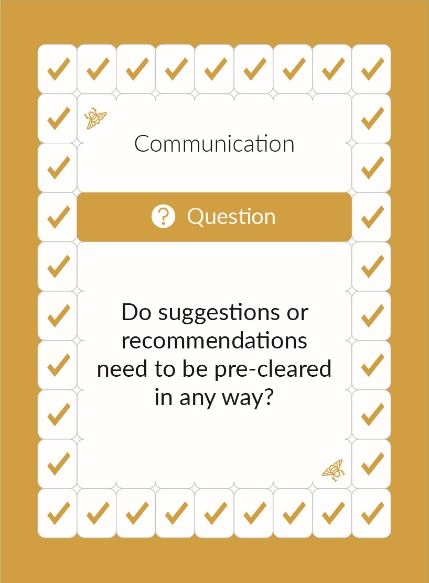 Communication
? Question
Do suggestions or
recommendations
need to be pre-cleared
in any way?